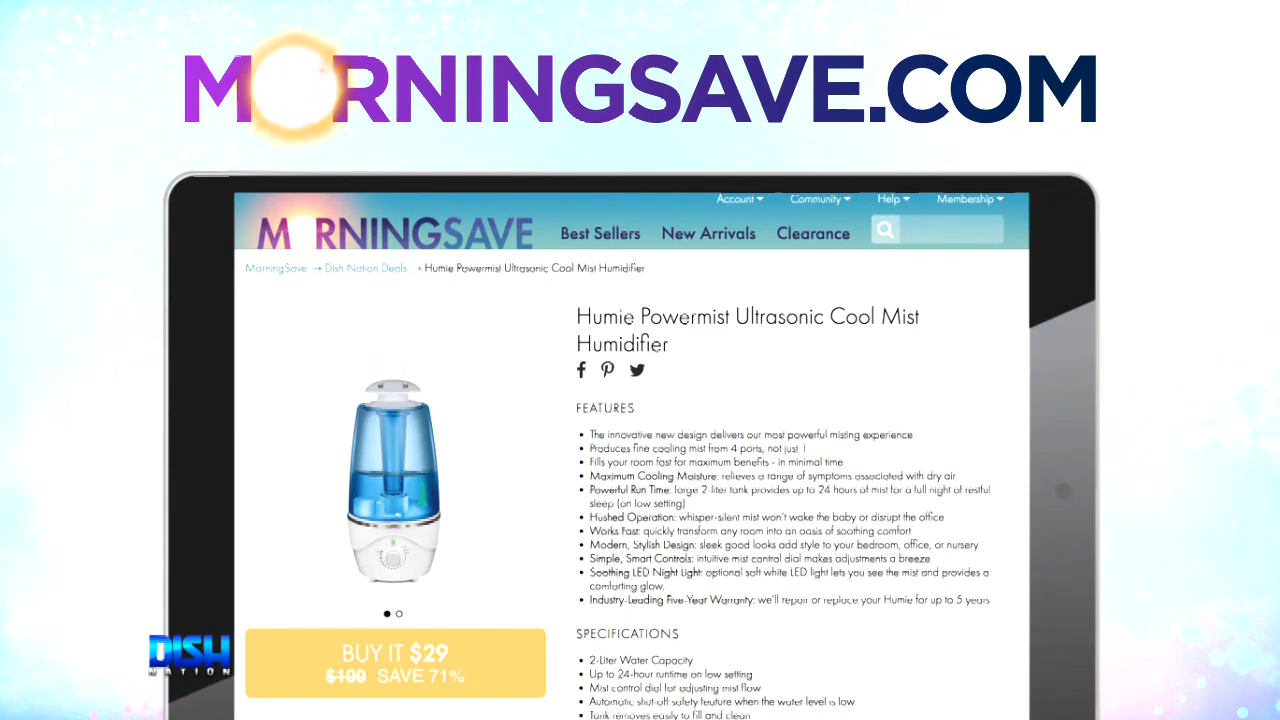 MORNINGSAVE.COM
Account Community Help Membership
MORNINGSAVE Best Sellers New Arrivals Clearance
MorningSave → Dish Nation Deals → Humie Powermist Ultrasonic Cool Mist Humidifier
Humie Powermist Ultrasonic Cool Mist
Humidifier
FEATURES
• The innovative new design delivers our most powerful misting experience
• Produces fine cooling mist from 4 ports, not just 1
• Fills your room fast for maximum benefits - in minimal time
• Maximum Cooling Moisture: relieves a range of symptoms associated with dry air
• Powerful Run Time: large 2-liter tank provides up to 24 hours of mist for a full night of restful
sleep (on low setting)
• Hushed Operation: whisper-silent mist won't wake the baby or disrupt the office
• Works Fast: quickly transform any room into an oasis of soothing comfort
• Modern, Stylish Design: sleek good looks add style to your bedroom, office, or nursery
• Simple, Smart Controls: intuitive mist control dial makes adjustments a breeze
• Soothing LED Night Light: optional soft white LED light lets you see the mist and provides a
comforting glow.
• Industry-Leading Five-Year Warranty: we'll repair or replace your Humie for up to 5 years
SPECIFICATIONS
• 2-Liter Water Capacity
• Up to 24-hour runtime on low setting
• Mist control dial for adjusting mist flow
• Automatic shut-off safety feature when the water level is low
• Tank removes easily to fill and clean
BUY IT $29
$100 SAVE 71%
DISH
NATION